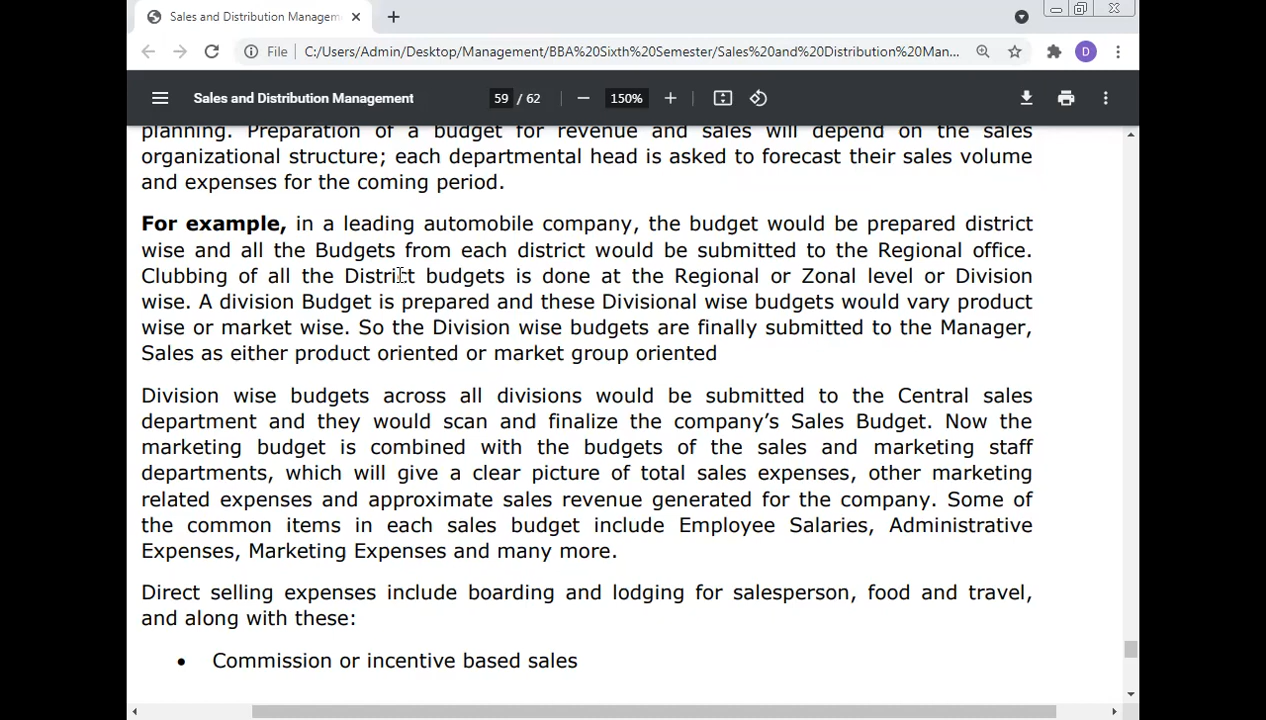 Sales and Distribution Managem
File C:/Users/Admin/Desktop/Management/BBA%20Sixth%20Semester/Sales%20and%20Distribution%20Man... D
Sales and Distribution Management 59 / 62 150%
planning. Preparation of a budget for revenue and sales will depend on the sales
organizational structure; each departmental head is asked to forecast their sales volume
and expenses for the coming period.
For example, in a leading automobile company, the budget would be prepared district
wise and all the Budgets from each district would be submitted to the Regional office.
Clubbing of all the District budgets is done at the Regional or Zonal level or Division
wise. A division Budget is prepared and these Divisional wise budgets would vary product
wise or market wise. So the Division wise budgets are finally submitted to the Manager,
Sales as either product oriented or market group oriented
Division wise budgets across all divisions would be submitted to the Central sales
department and they would scan and finalize the company’s Sales Budget. Now the
marketing budget is combined with the budgets of the sales and marketing staff
departments, which will give a clear picture of total sales expenses, other marketing
related expenses and approximate sales revenue generated for the company. Some of
the common items in each sales budget include Employee Salaries, Administrative
Expenses, Marketing Expenses and many more.
Direct selling expenses include boarding and lodging for salesperson, food and travel,
and along with these:
• Commission or incentive based sales